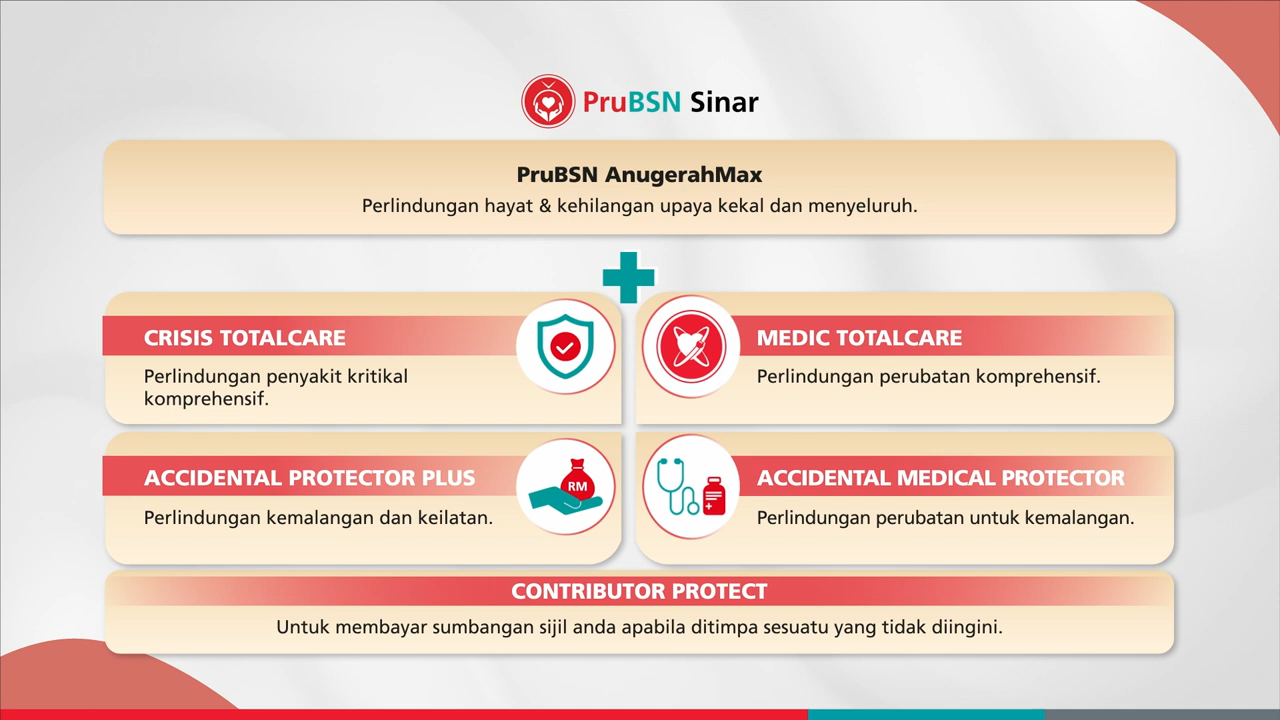 PruBSN Sinar
PruBSN AnugerahMax
Perlindungan hayat & kehilangan upaya kekal dan menyeluruh.
CRISIS TOTALCARE
Perlindungan penyakit kritikal
komprehensif.
MEDIC TOTALCARE
Perlindungan perubatan komprehensif.
ACCIDENTAL PROTECTOR PLUS
Perlindungan kemalangan dan keilatan.
RM
ACCIDENTAL MEDICAL PROTECTOR
Perlindungan perubatan untuk kemalangan.
CONTRIBUTOR PROTECT
Untuk membayar sumbangan sijil anda apabila ditimpa sesuatu yang tidak diingini.